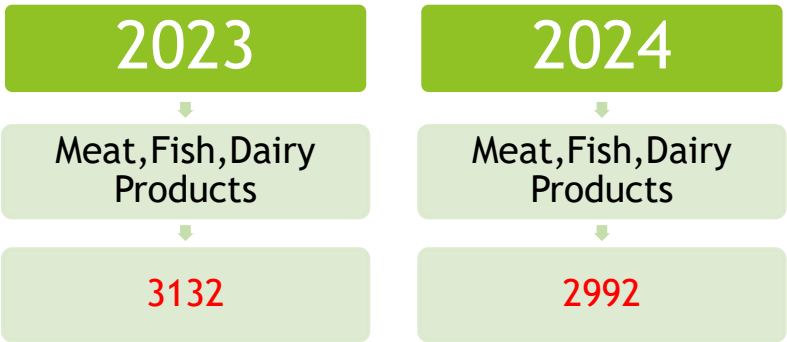 2023
Meat,Fish,Dairy
Products
3132
2024
Meat,Fish,Dairy
Products
2992